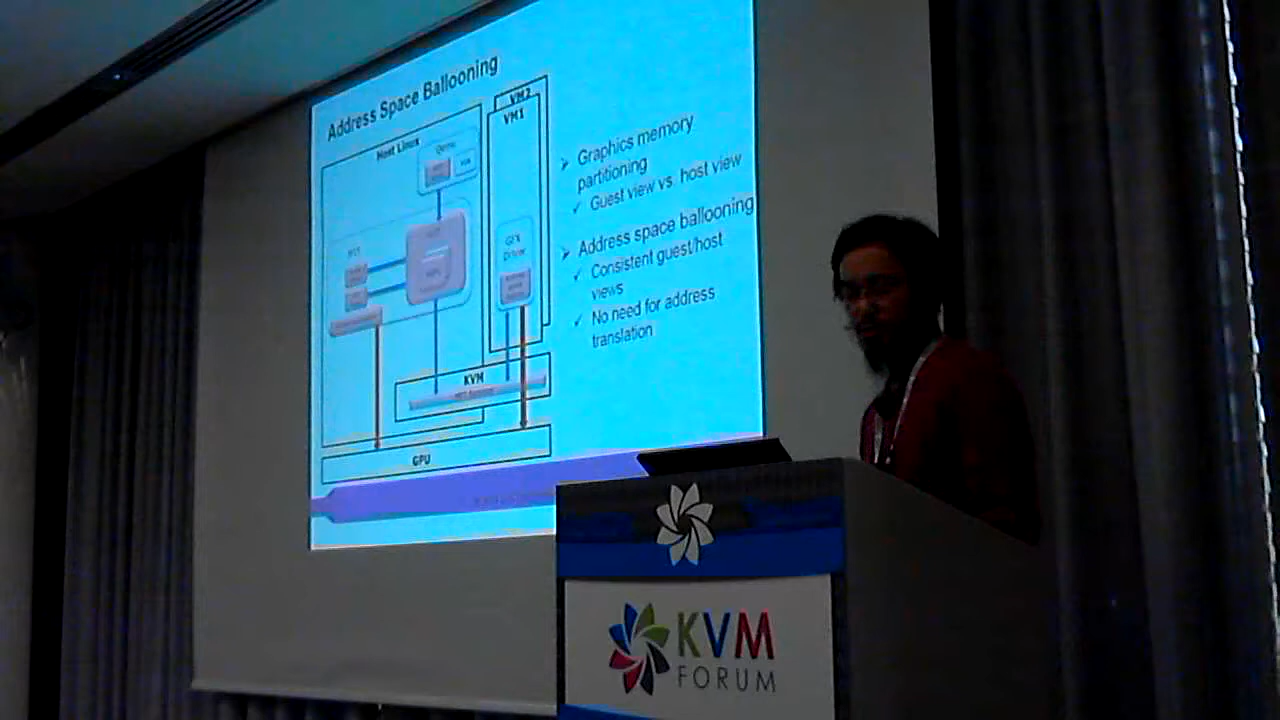 Address Space Ballooning
Host Linux
VM2
VM1
Qemu
GFX
Driver
KVM
GPU
Graphics memory
partitioning
Guest view vs. host view
Address space ballooning
Consistent guest/host
views
No need for address
translation
KVM
FORUM